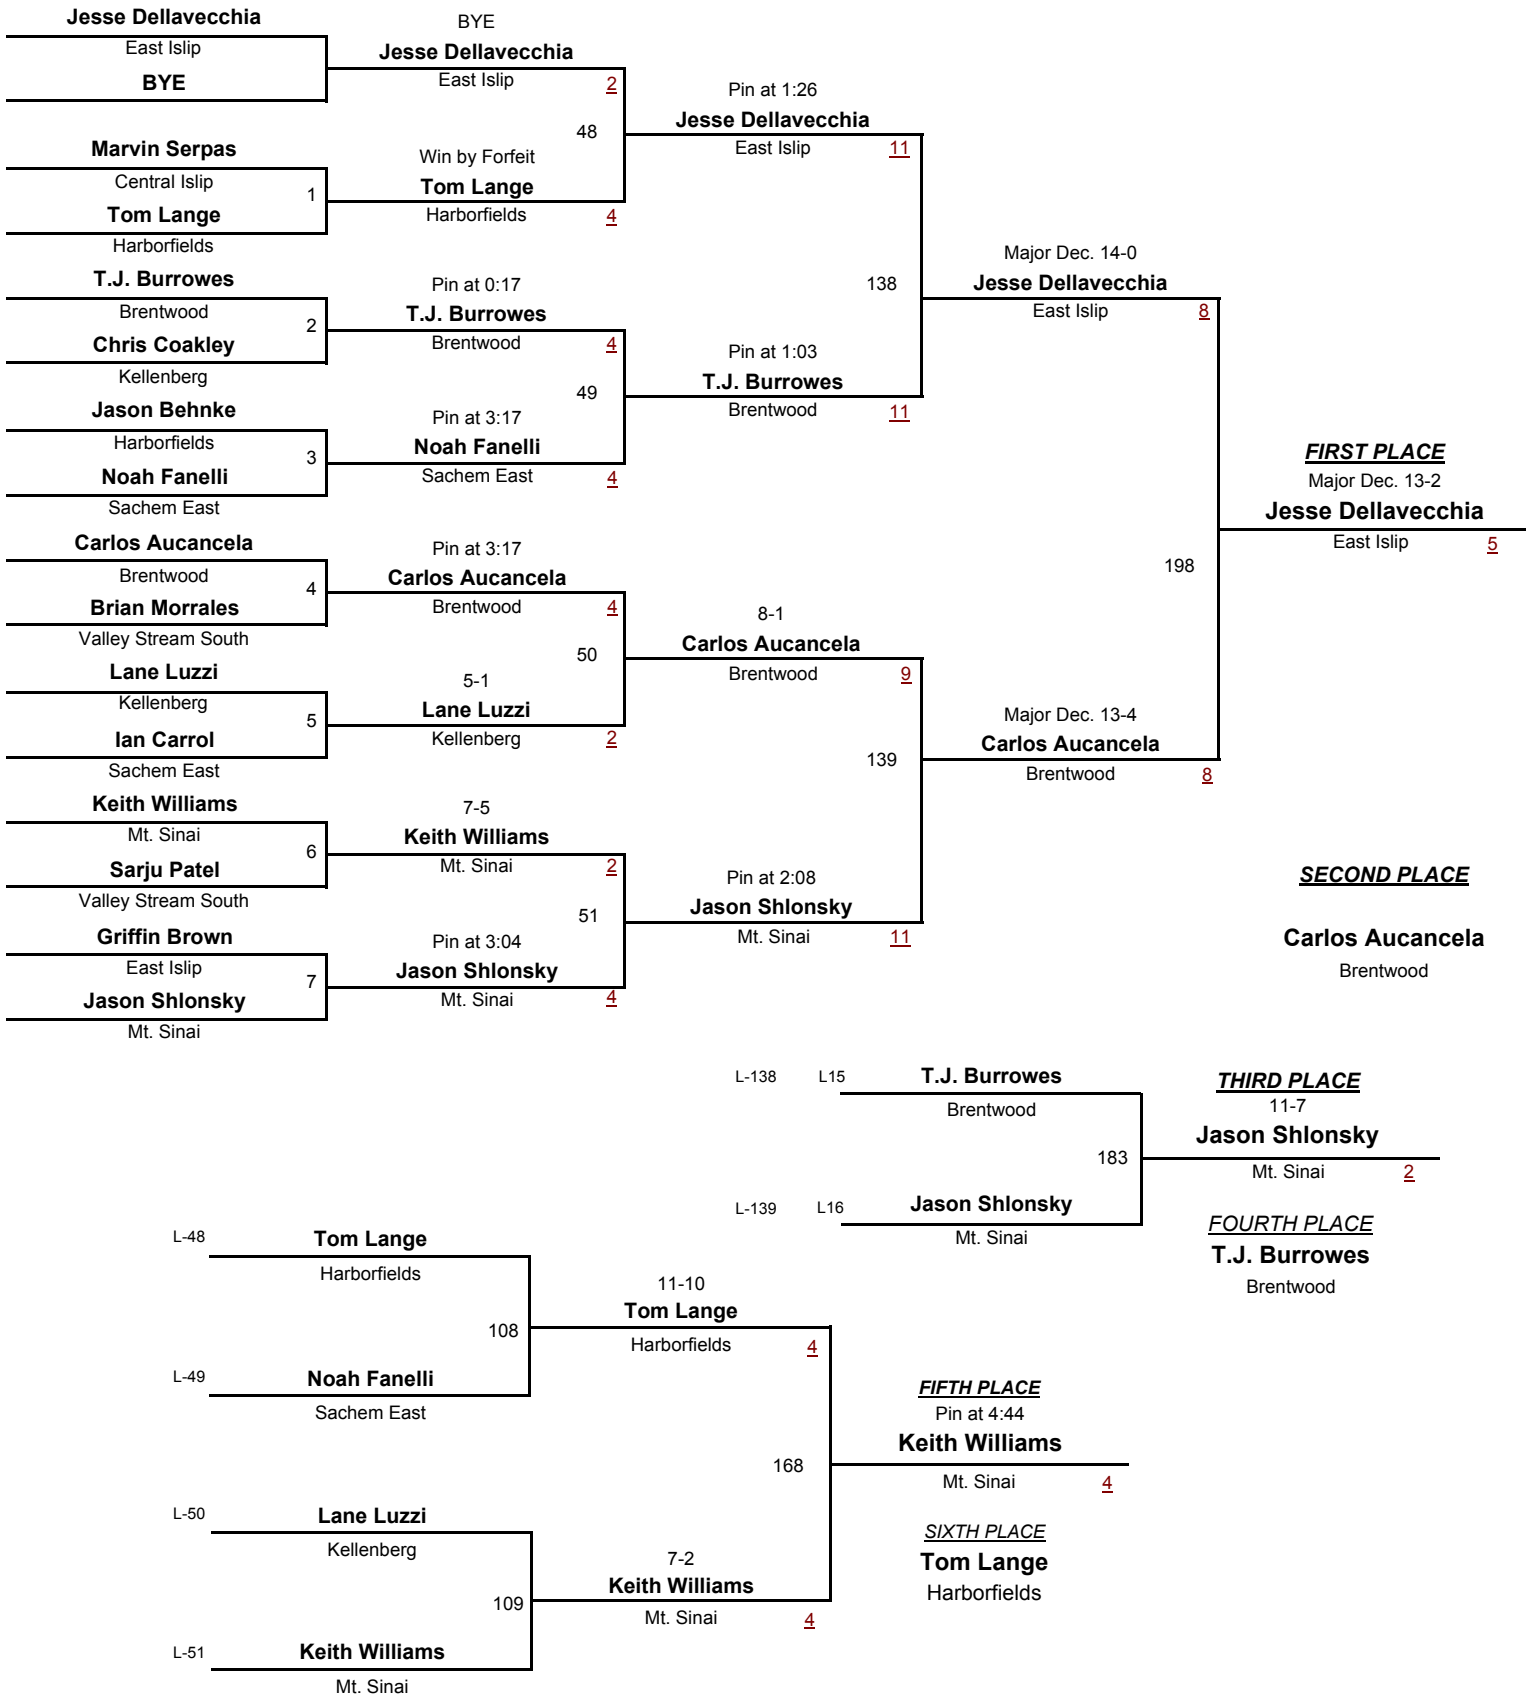 Jesse Dellavecchia
East Islip
BYE
Marvin Serpas
Central Islip
1
Tom Lange
Harborfields
T.J. Burrowes
Brentwood
2
Chris Coakley
Kellenberg
Jason Behnke
Harborfields
3
Noah Fanelli
Sachem East
Carlos Aucancela
Brentwood
4
Brian Morrales
Valley Stream South
Lane Luzzi
Kellenberg
5
Ian Carrol
Sachem East
Keith Williams
Mt. Sinai
6
Sarju Patel
Valley Stream South
Griffin Brown
East Islip
7
Jason Shlonsky
Mt. Sinai
BYE
Jesse Dellavecchia
East Islip
2
48
Win by Forfeit
Tom Lange
Harborfields
4
Pin at 0:17
T.J. Burrowes
Brentwood
4
49
Pin at 3:17
Noah Fanelli
Sachem East
4
Pin at 3:17
Carlos Aucancela
Brentwood
4
50
5-1
Lane Luzzi
Kellenberg
2
7-5
Keith Williams
Mt. Sinai
2
51
Pin at 3:04
Jason Shlonsky
Mt. Sinai
4
Pin at 1:26
Jesse Dellavecchia
East Islip
11
138
Pin at 1:03
T.J. Burrowes
Brentwood
11
8-1
Carlos Aucancela
Brentwood
9
139
Pin at 2:08
Jason Shlonsky
Mt. Sinai
11
Major Dec. 14-0
Jesse Dellavecchia
East Islip
8
198
Major Dec. 13-4
Carlos Aucancela
Brentwood
8
FIRST PLACE
Major Dec. 13-2
Jesse Dellavecchia
East Islip
5
SECOND PLACE
Carlos Aucancela
Brentwood
L-138
L15
T.J. Burrowes
Brentwood
183
L-139
L16
Jason Shlonsky
Mt. Sinai
THIRD PLACE
11-7
Jason Shlonsky
Mt. Sinai
2
FOURTH PLACE
T.J. Burrowes
Brentwood
L-48
Tom Lange
Harborfields
108
L-49
Noah Fanelli
Sachem East
L-50
Lane Luzzi
Kellenberg
109
L-51
Keith Williams
Mt. Sinai
11-10
Tom Lange
Harborfields
4
168
7-2
Keith Williams
Mt. Sinai
4
FIFTH PLACE
Pin at 4:44
Keith Williams
Mt. Sinai
4
SIXTH PLACE
Tom Lange
Harborfields